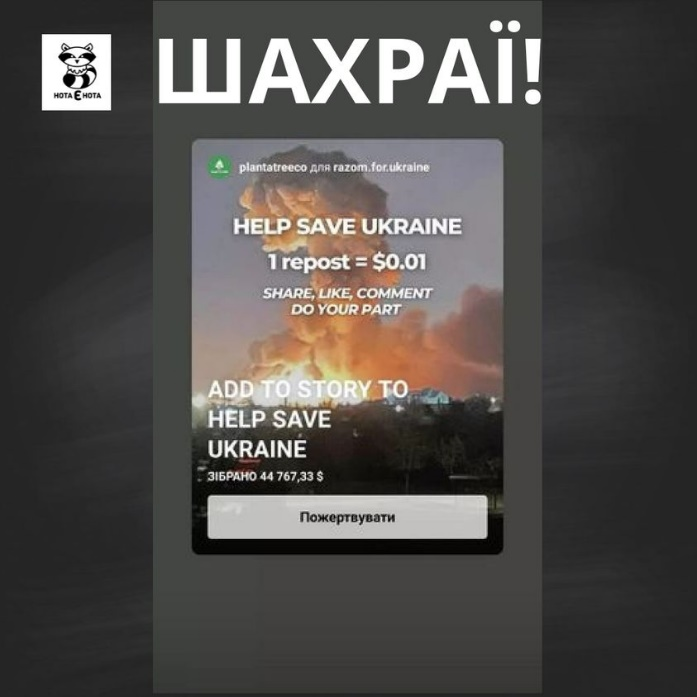 ШАХРАЇ!
НОТА Є НОТА
plantatreeco для razom.for.ukraine
HELP SAVE UKRAINE
1 repost = $0.01
SHARE, LIKE, COMMENT
DO YOUR PART
ADD TO STORY TO
HELP SAVE
UKRAINE
ЗІБРАНО 44 767,33 $
Пожертвувати